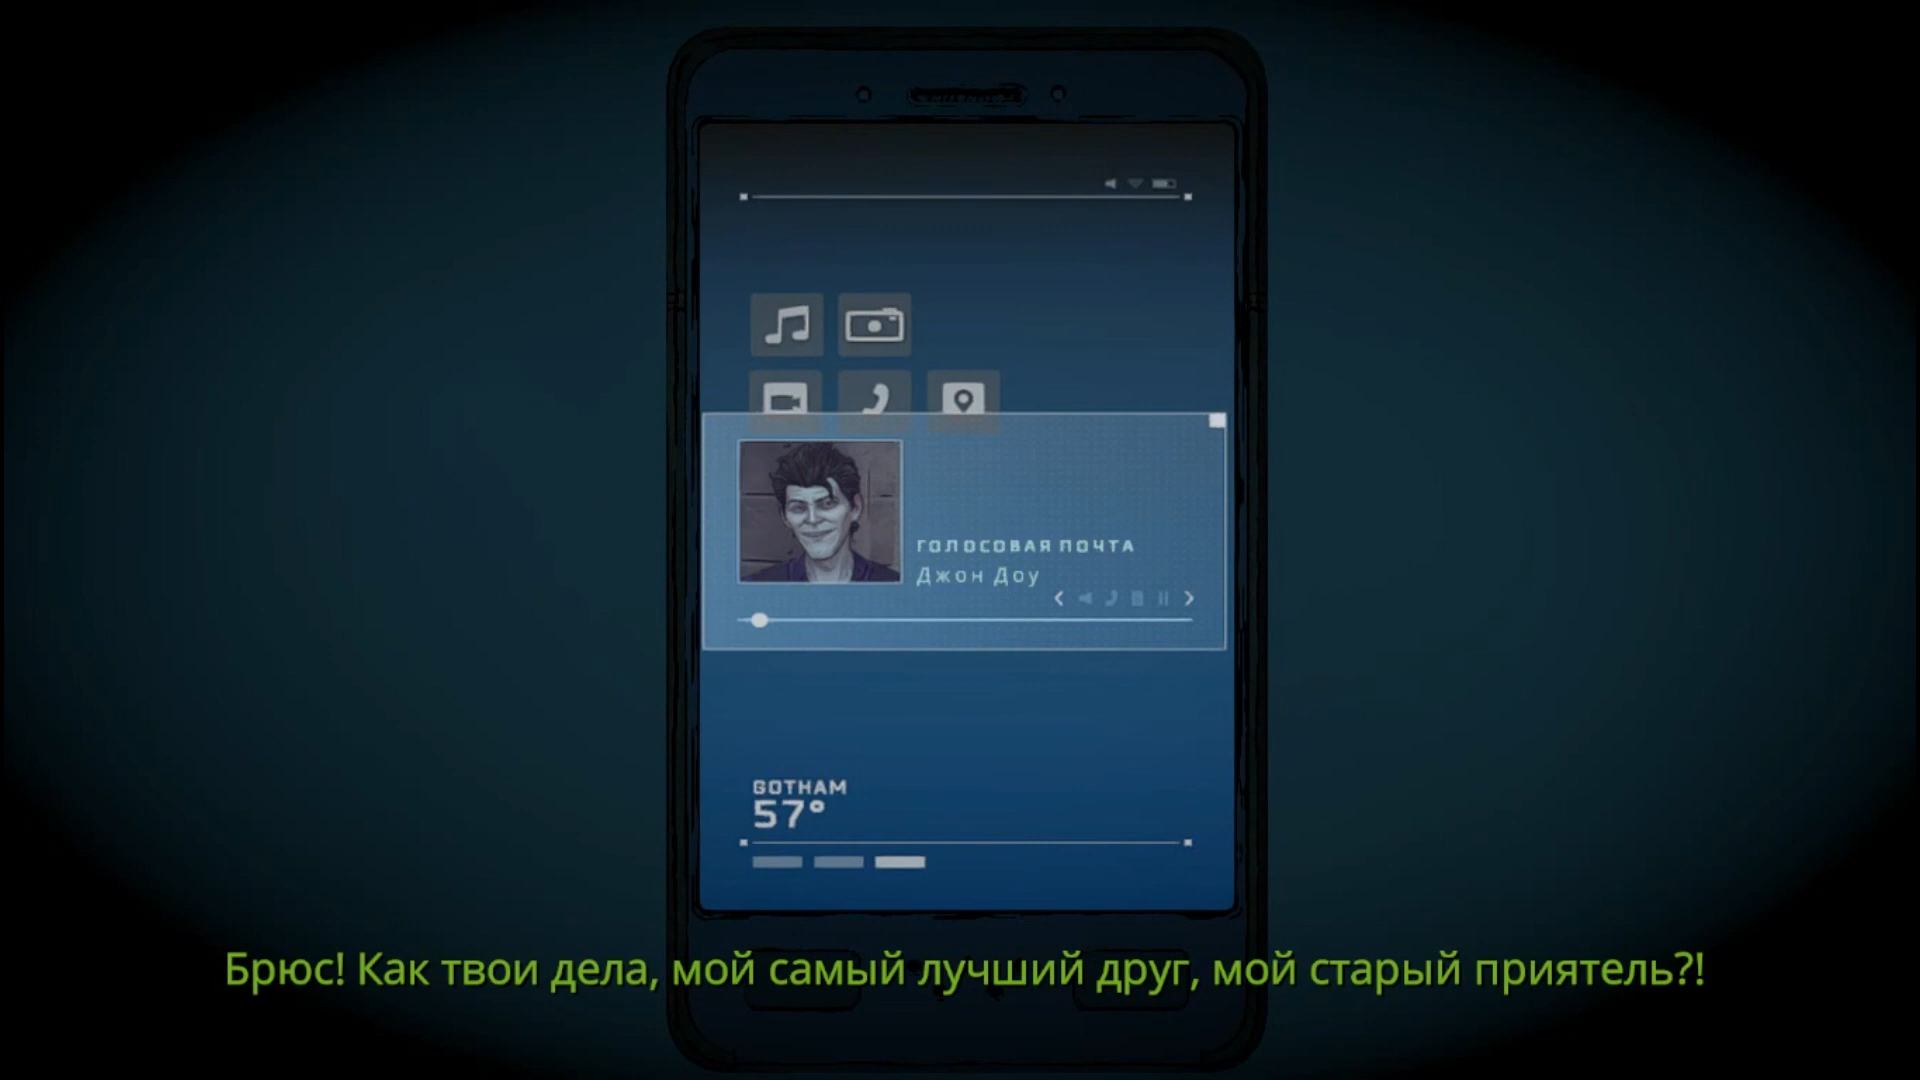 ГОЛОСОВАЯ ПОЧТА
Джон Доу
GOTHAM
57°
Брюс! Как твои дела, мой самый лучший друг, мой старый приятель?!